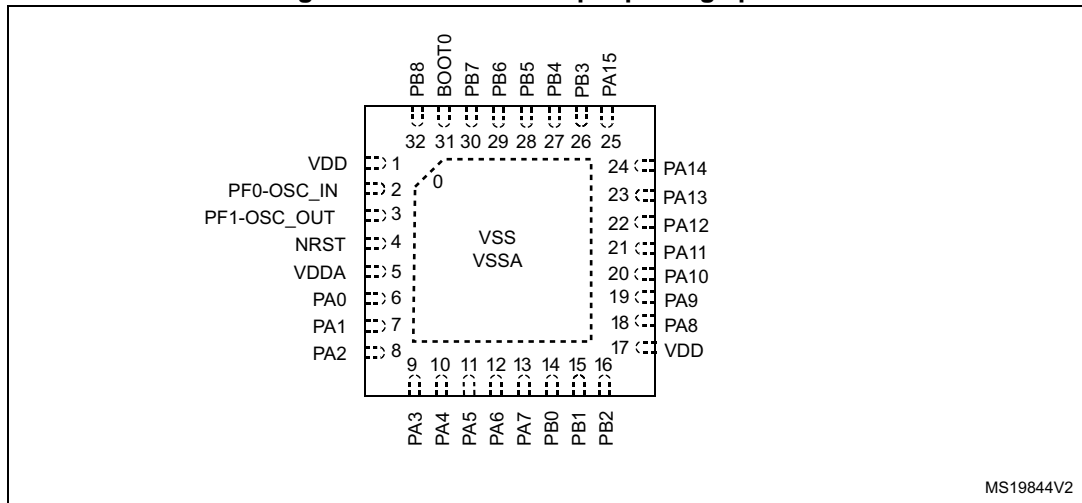 PB8
BOOT0
PB7
PB6
PB5
PB4
PB3
PA15
32 31 30 29 28 27 26 25
VDD 1
PF0-OSC_IN 2
PF1-OSC_OUT 3
NRST 4
VDDA 5
PA0 6
PA1 7
PA2 8
0
VSS
VSSA
24 PA14
23 PA13
22 PA12
21 PA11
20 PA10
19 PA9
18 PA8
17 VDD
9 10 11 12 13 14 15 16
PA3
PA4
PA5
PA6
PA7
PB0
PB1
PB2
MS19844V2